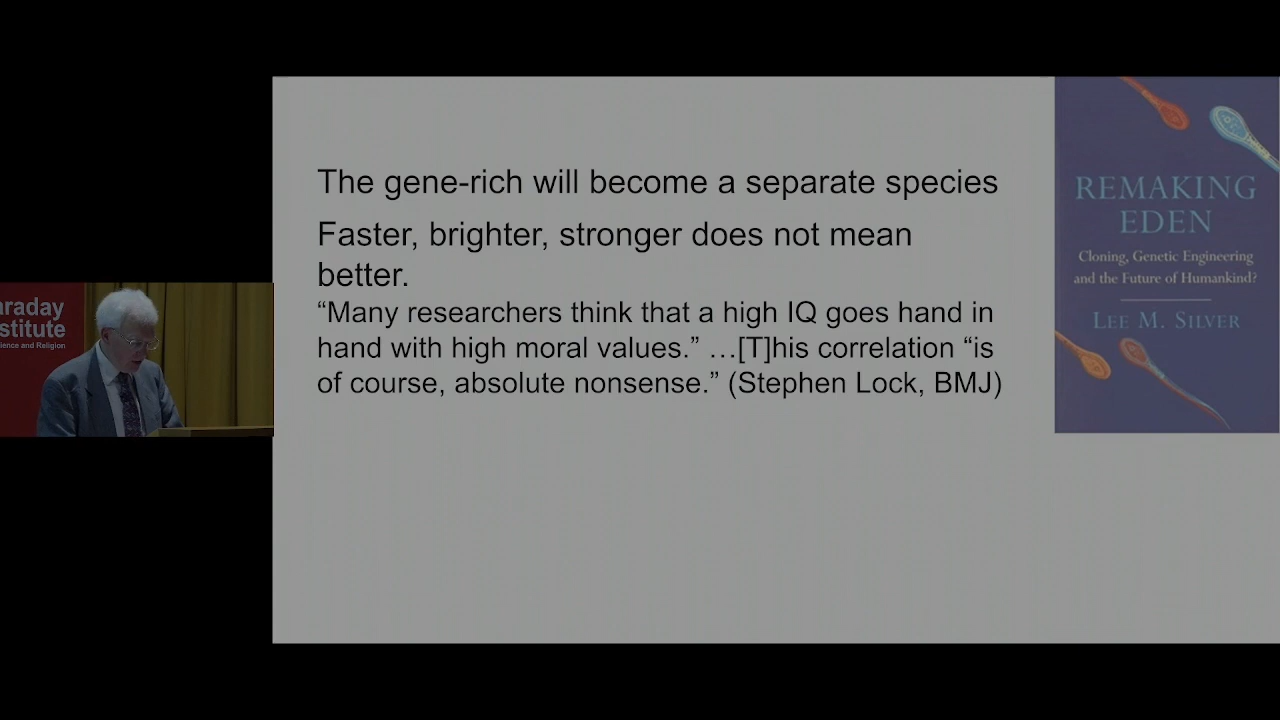 The gene-rich will become a separate species
Faster, brighter, stronger does not mean
better.
“Many researchers think that a high IQ goes hand in
hand with high moral values.” …[T]his correlation “is
of course, absolute nonsense.” (Stephen Lock, BMJ)
REMAKING
EDEN
Cloning, Genetic Engineering
and the Future of Humankind?
LEE M. SILVER
araday
stitute
ience and Religion